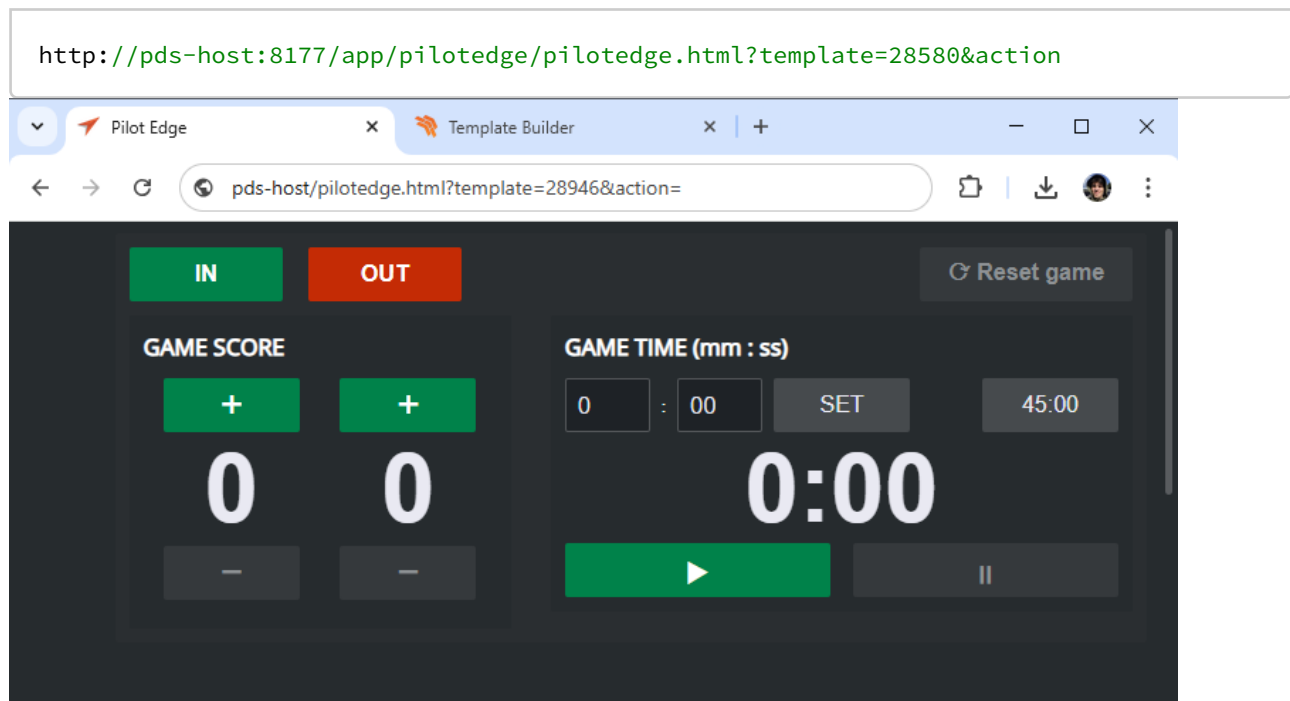 http://pds-host:8177/app/pilotedge/pilotedge.html?template=28580&action
Pilot Edge
Template Builder
pds-host/pilotedge.html?template=28946&action=
IN OUT Reset game
GAME SCORE
GAME TIME (mm : ss)
+ +
0 : 00 SET 45:00
0 0
0:00
− −